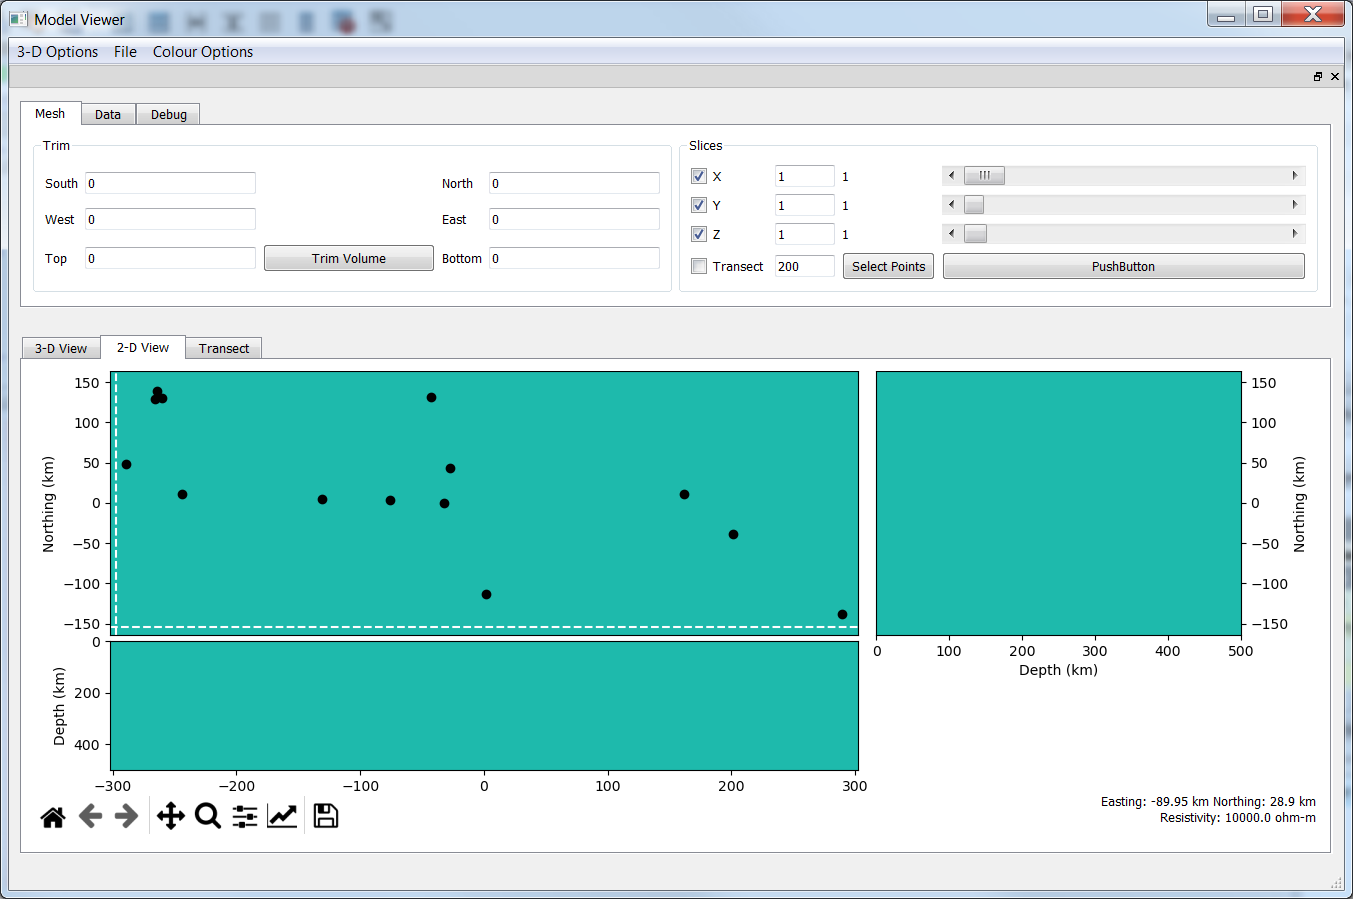 Model Viewer
3-D Options File Colour Options
Mesh Data Debug
Trim
South 0 North 0
West 0 East 0
Top 0 Trim Volume Bottom 0
Slices
X 1 1
Y 1 1
Z 1 1
Transect 200 Select Points PushButton
3-D View 2-D View Transect
150
100
50
0
−50
−100
−150
Northing (km)
0
200
400
Depth (km)
−300 −200 −100 0 100 200 300
150
100
50
0
−50
−100
−150
Northing (km)
0 100 200 300 400 500
Depth (km)
Easting: -89.95 km Northing: 28.9 km
Resistivity: 10000.0 ohm-m